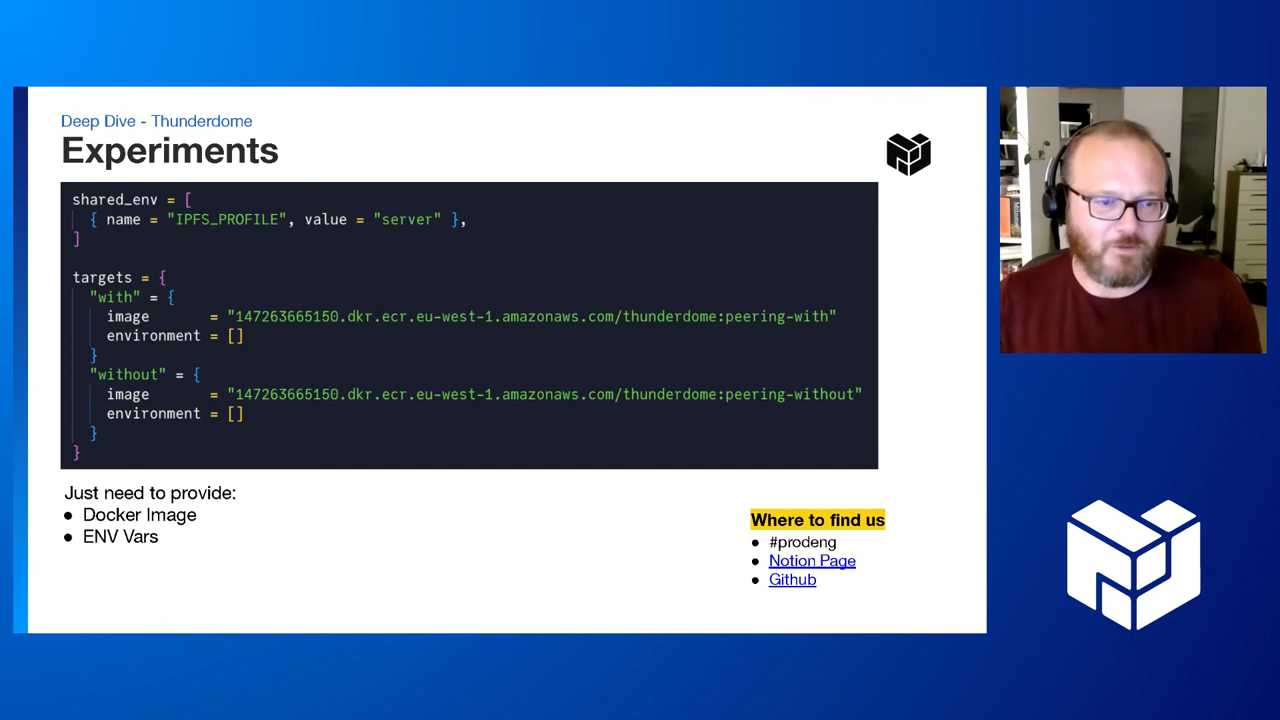 Deep Dive - Thunderdome
Experiments
shared_env = [
{ name = "IPFS_PROFILE", value = "server" },
]
targets = {
"with" = {
image = "147263665150.dkr.ecr.eu-west-1.amazonaws.com/thunderdome:peering-with"
environment = []
}
"without" = {
image = "147263665150.dkr.ecr.eu-west-1.amazonaws.com/thunderdome:peering-without"
environment = []
}
}
Just need to provide:
● Docker Image
● ENV Vars
Where to find us
● #prodeng
● Notion Page
● Github